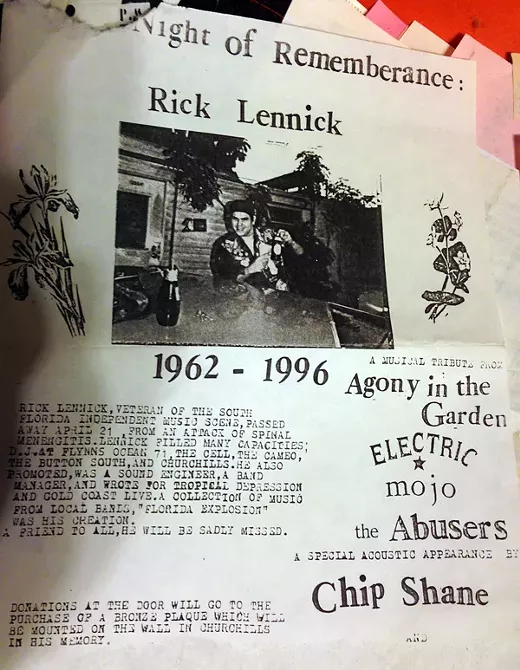 Night of Rememberance:
Rick Lennick
1962 - 1996
RICK LENNICK, VETERAN OF THE SOUTH
FLORIDA INDEPENDENT MUSIC SCENE, PASSED
AWAY APRIL 21 FROM AN ATTACK OF SPINAL
MENENGITIS. LENNICK FILLED MANY CAPACITIES;
D.J. AT FLYNNS OCEAN 71, THE CELL, THE CAMEO,
THE BUTTON SOUTH, AND CHURCHILLS. HE ALSO
PROMOTED, WAS A SOUND ENGINEER, A BAND
MANAGER, AND WROTE FOR TROPICAL DEPRESSION
AND GOLD COAST LIVE. A COLLECTION OF MUSIC
FROM LOCAL BANDS, "FLORIDA EXPLOSION"
WAS HIS CREATION.
A FRIEND TO ALL, HE WILL BE SADLY MISSED.
DONATIONS AT THE DOOR WILL GO TO THE
PURCHASE OF A BRONZE PLAQUE WHICH WILL
BE MOUNTED ON THE WALL IN CHURCHILLS
IN HIS MEMORY.
A MUSICAL TRIBUTE FROM
Agony in the
Garden
ELECTRIC
mojo
the Abusers
A SPECIAL ACOUSTIC APPEARANCE BY
Chip Shane
AND